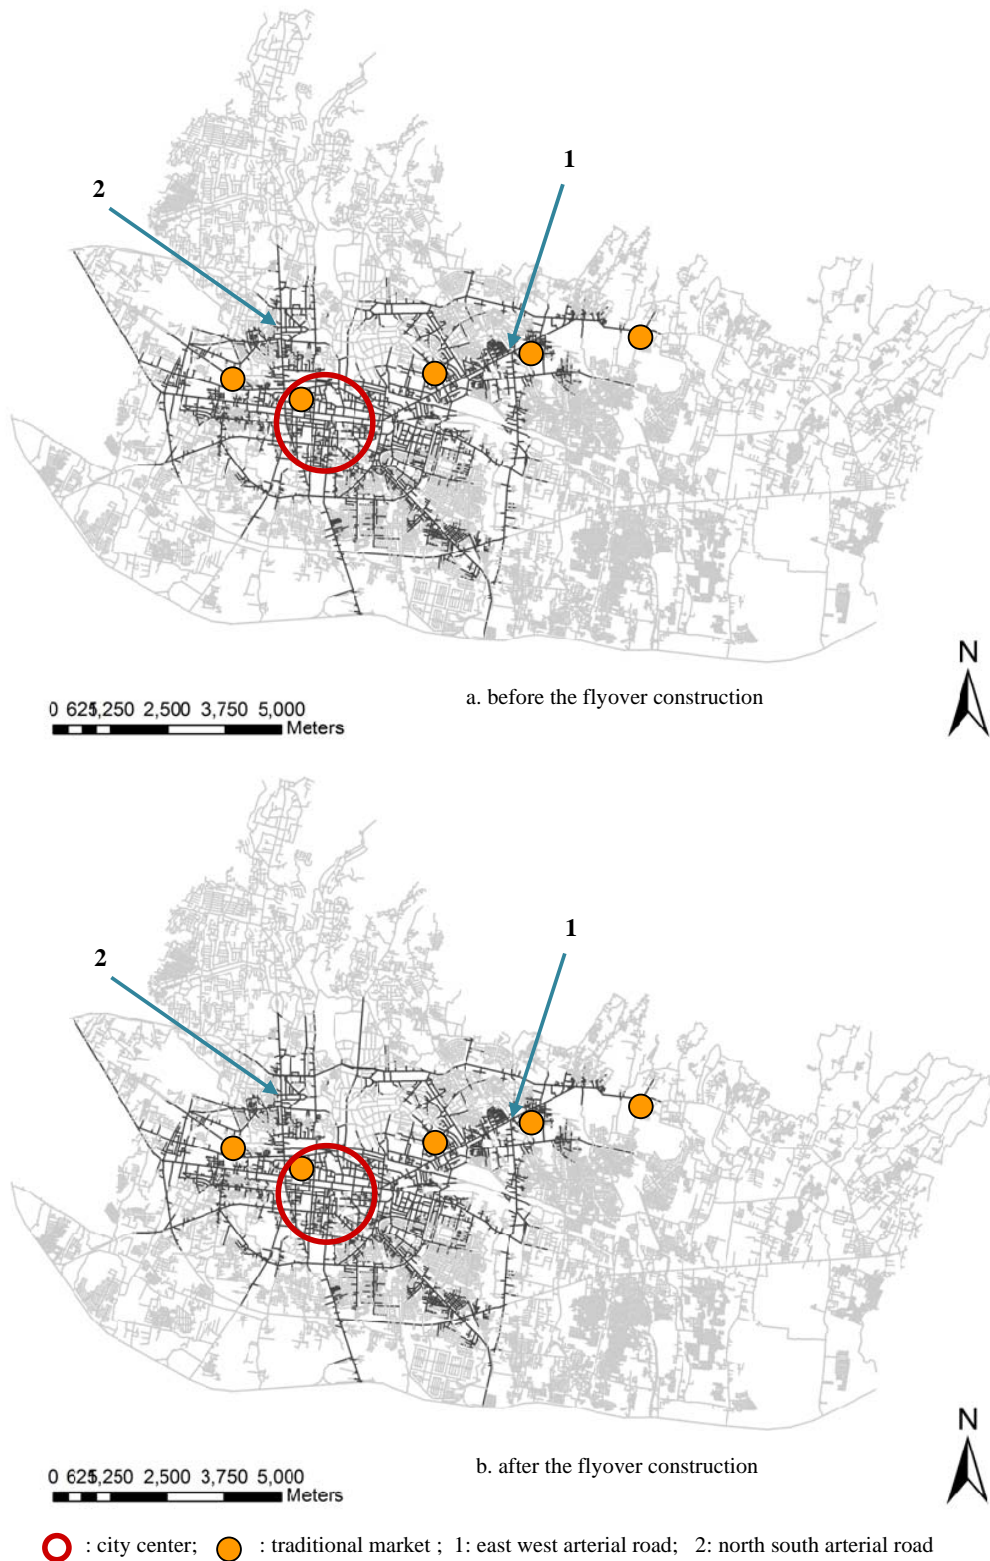 1
2
N
a. before the flyover construction
0 625 1,250 2,500 3,750 5,000
Meters
1
2
N
b. after the flyover construction
0 625 1,250 2,500 3,750 5,000
Meters
: city center; : traditional market ; 1: east west arterial road; 2: north south arterial road